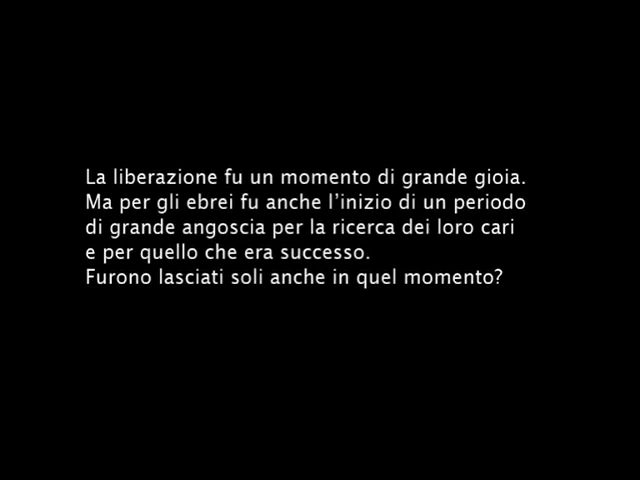 La liberazione fu un momento di grande gioia.
Ma per gli ebrei fu anche l’inizio di un periodo
di grande angoscia per la ricerca dei loro cari
e per quello che era successo.
Furono lasciati soli anche in quel momento?